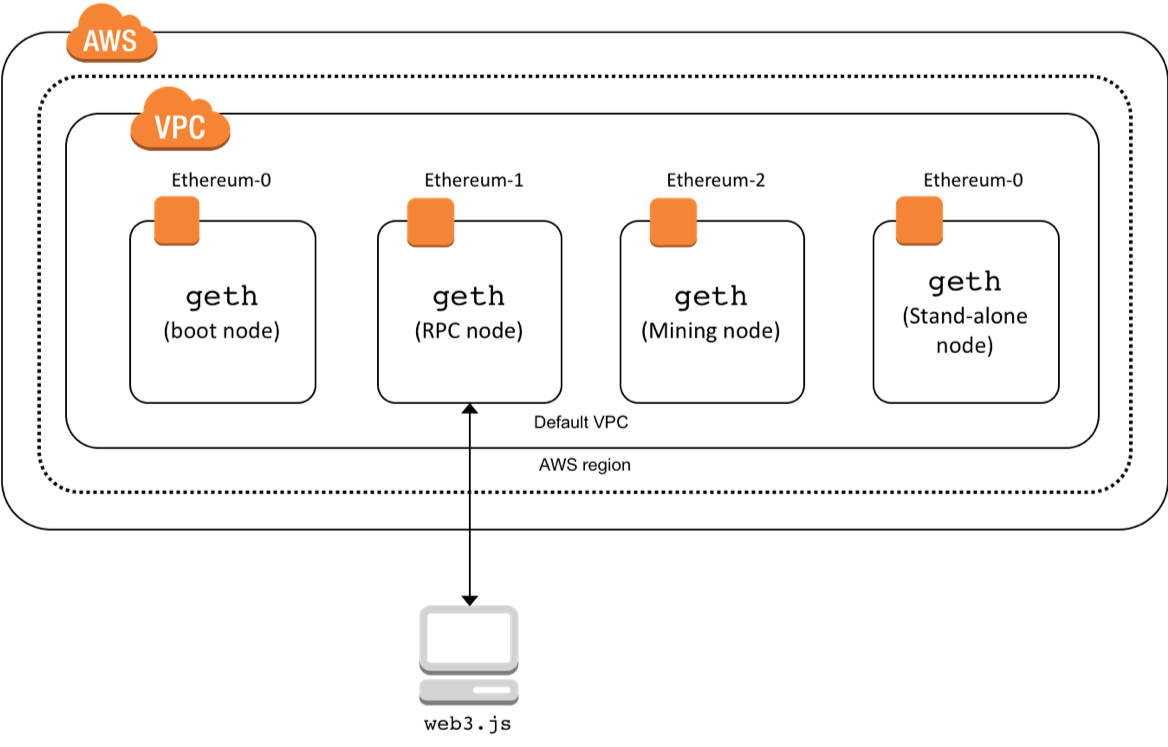 AWS
VPC
Ethereum-0
Ethereum-1
Ethereum-2
Ethereum-0
geth
(boot node)
geth
(RPC node)
geth
(Mining node)
geth
(Stand-alone
node)
Default VPC
AWS region
web3.js